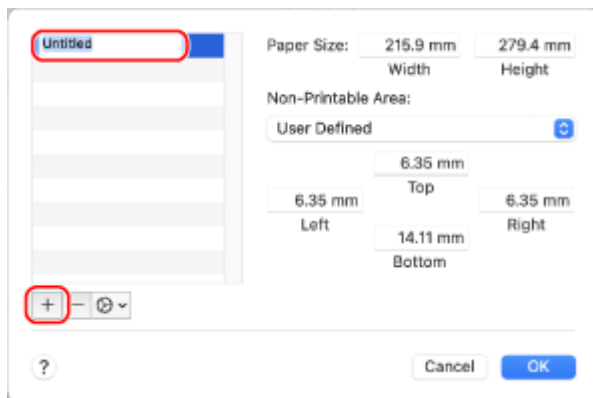 Untitled
Paper Size: 215.9 mm 279.4 mm
Width Height
Non-Printable Area:
User Defined
6.35 mm
Top
6.35 mm 6.35 mm
Left Right
14.11 mm
Bottom
+ −
? Cancel OK